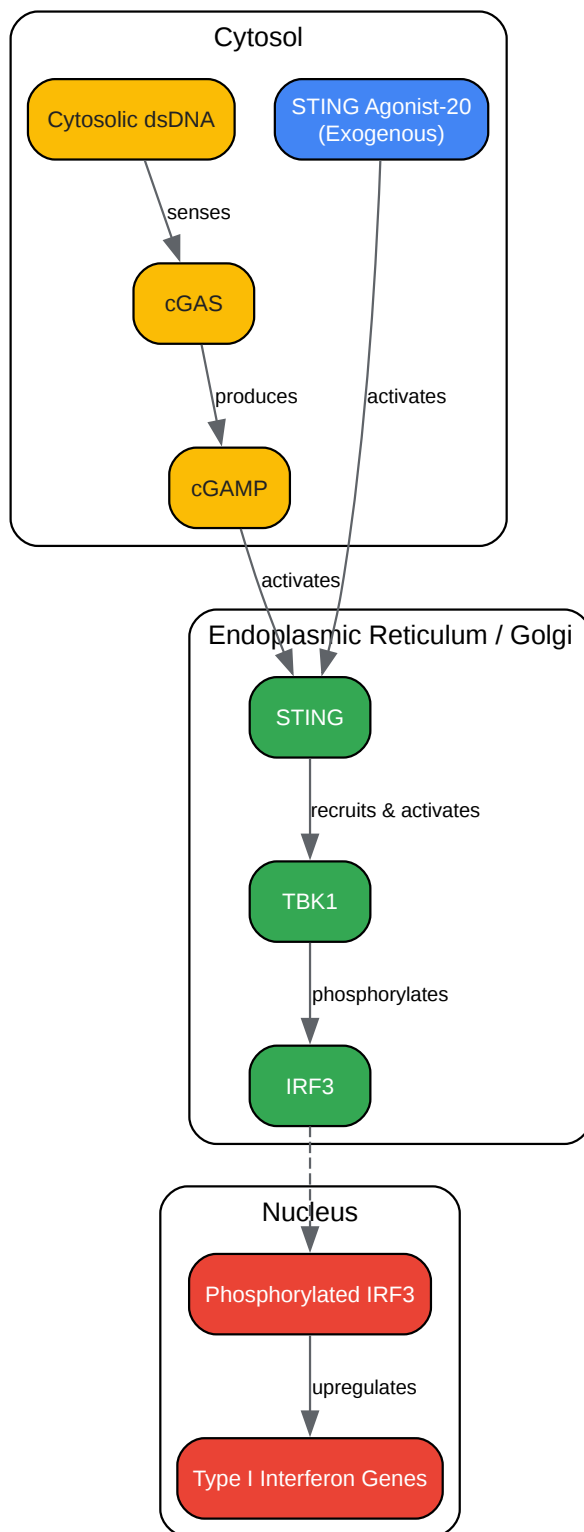 Cytosol
Cytosolic dsDNA
STING Agonist-20
(Exogenous)
senses
cGAS
produces
activates
cGAMP
activates
Endoplasmic Reticulum / Golgi
STING
recruits & activates
TBK1
phosphorylates
IRF3
Nucleus
Phosphorylated IRF3
upregulates
Type I Interferon Genes